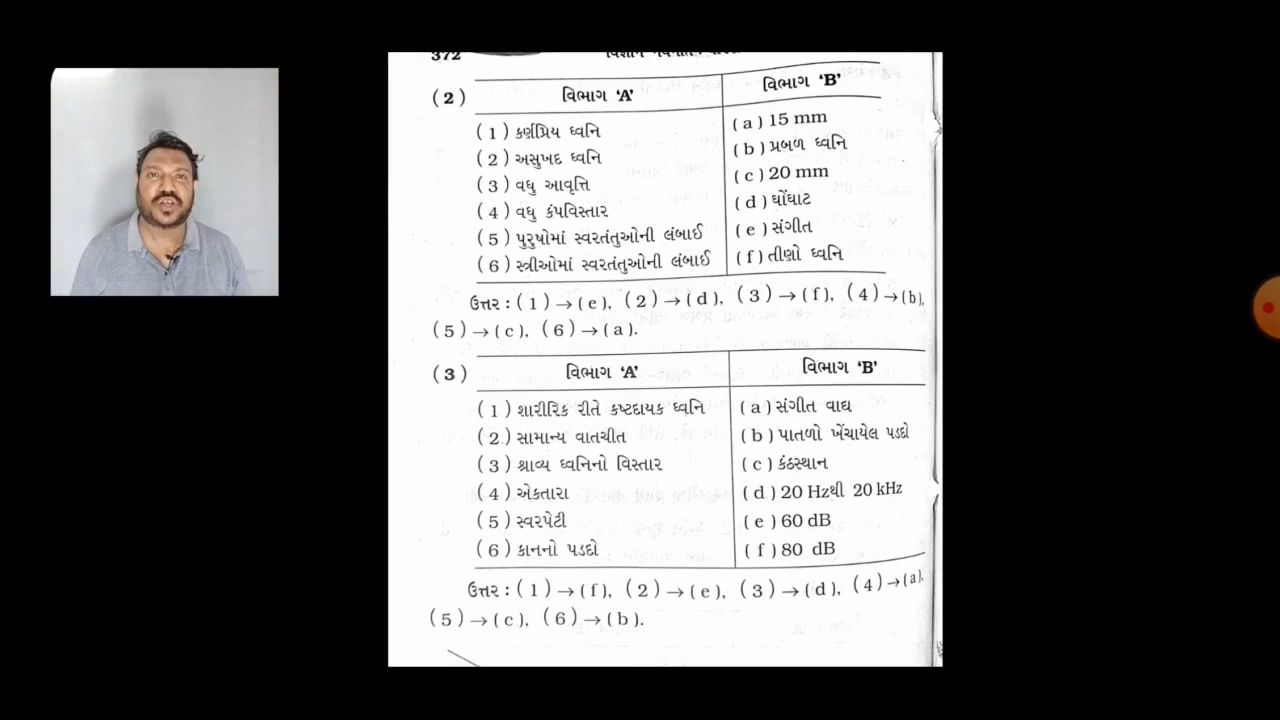 372
(2) વિભાગ 'A' વિભાગ 'B'
(1) કર્ણપ્રિય ધ્વનિ (a) 15 mm
(2) અસુખદ ધ્વનિ (b) પ્રબળ ધ્વનિ
(3) વધુ આવૃત્તિ (c) 20 mm
(4) વધુ કંપવિસ્તાર (d) ઘોંઘાટ
(5) પુરુષોમાં સ્વરતંતુઓની લંબાઈ (e) સંગીત
(6) સ્ત્રીઓમાં સ્વરતંતુઓની લંબાઈ (f) તીણો ધ્વનિ
ઉત્તર : (1) → (e), (2) → (d), (3) → (f), (4) → (b),
(5) → (c), (6) → (a).
(3) વિભાગ 'A' વિભાગ 'B'
(1) શારીરિક રીતે કષ્ટદાયક ધ્વનિ (a) સંગીત વાદ્ય
(2) સામાન્ય વાતચીત (b) પાતળો ખેંચાયેલ પડદો
(3) શ્રાવ્ય ધ્વનિનો વિસ્તાર (c) કંઠસ્થાન
(4) એકતારા (d) 20 Hzથી 20 kHz
(5) સ્વરપેટી (e) 60 dB
(6) કાનનો પડદો (f) 80 dB
ઉત્તર : (1) → (f), (2) → (e), (3) → (d), (4) → (a),
(5) → (c), (6) → (b).